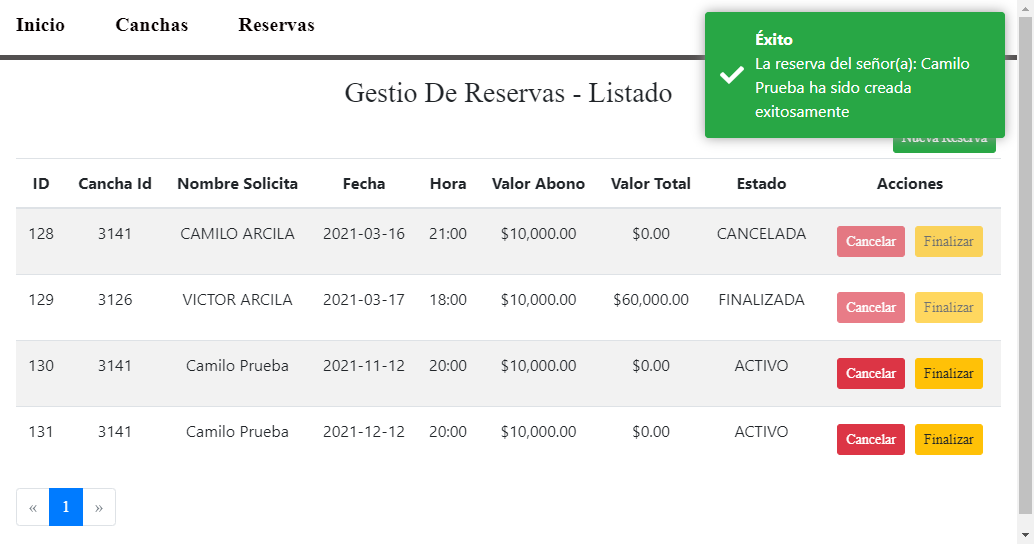 Inicio Canchas Reservas
Éxito
La reserva del señor(a): Camilo
Prueba ha sido creada
exitosamente
Gestio De Reservas - Listado
Nueva Reserva
ID Cancha Id Nombre Solicita Fecha Hora Valor Abono Valor Total Estado Acciones
128 3141 CAMILO ARCILA 2021-03-16 21:00 $10,000.00 $0.00 CANCELADA Cancelar Finalizar
129 3126 VICTOR ARCILA 2021-03-17 18:00 $10,000.00 $60,000.00 FINALIZADA Cancelar Finalizar
130 3141 Camilo Prueba 2021-11-12 20:00 $10,000.00 $0.00 ACTIVO Cancelar Finalizar
131 3141 Camilo Prueba 2021-12-12 20:00 $10,000.00 $0.00 ACTIVO Cancelar Finalizar
« 1 »